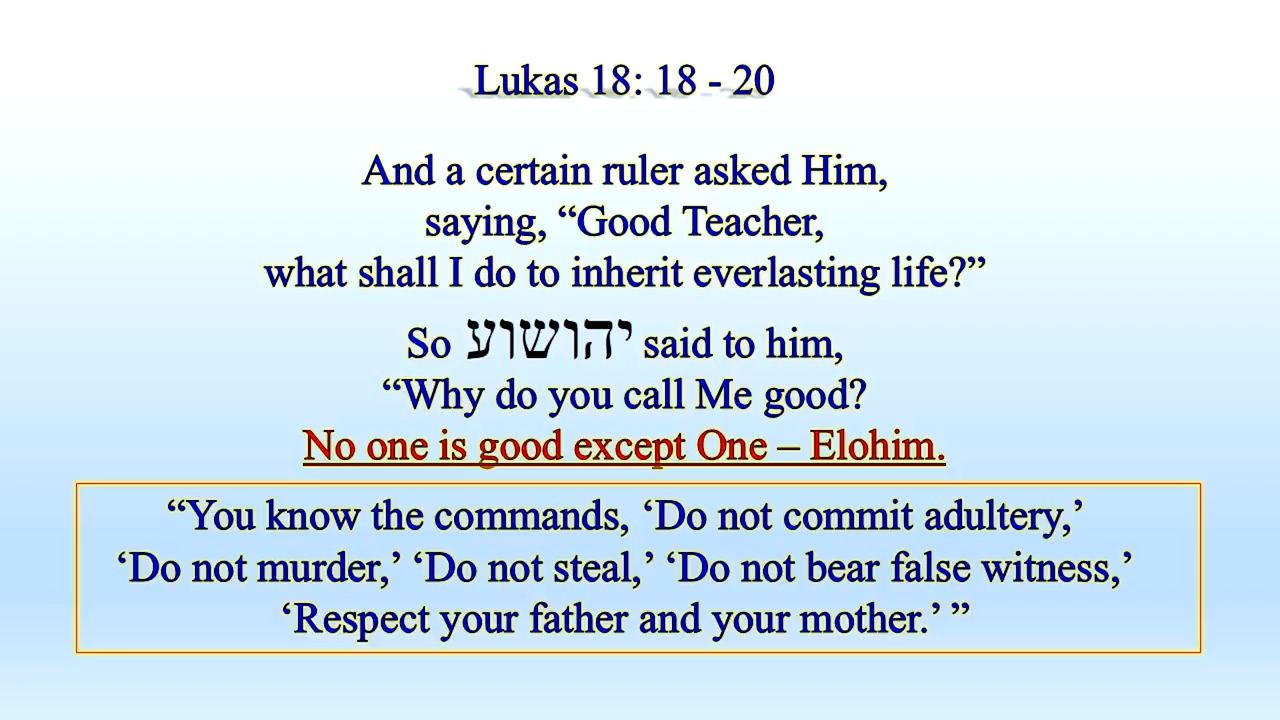 Lukas 18: 18 - 20
And a certain ruler asked Him,
saying, “Good Teacher,
what shall I do to inherit everlasting life?”
So יהושוע said to him,
“Why do you call Me good?
No one is good except One – Elohim.
“You know the commands, ‘Do not commit adultery,’
‘Do not murder,’ ‘Do not steal,’ ‘Do not bear false witness,’
‘Respect your father and your mother.’ ”